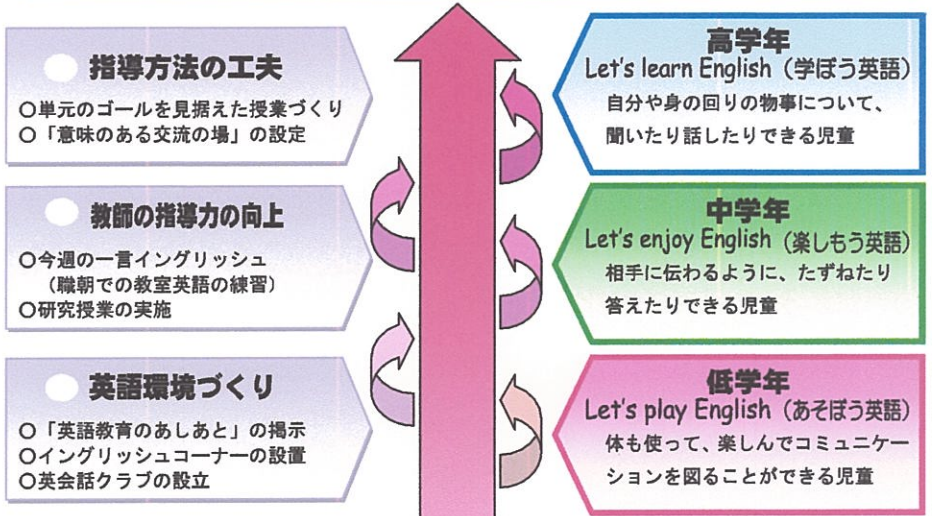 指導方法の工夫
○単元のゴールを見据えた授業づくり
○「意味のある交流の場」の設定
教師の指導力の向上
○今週の一言イングリッシュ
(職朝での教室英語の練習)
○研究授業の実施
英語環境づくり
○「英語教育のあしあと」の掲示
○イングリッシュコーナーの設置
○英会話クラブの設立
高学年
Let's learn English(学ぼう英語)
自分や身の回りの物事について、
聞いたり話したりできる児童
中学年
Let's enjoy English(楽しもう英語)
相手に伝わるように、たずねたり
答えたりできる児童
低学年
Let's play English(あそぼう英語)
体も使って、楽しんでコミュニケー
ションを図ることができる児童